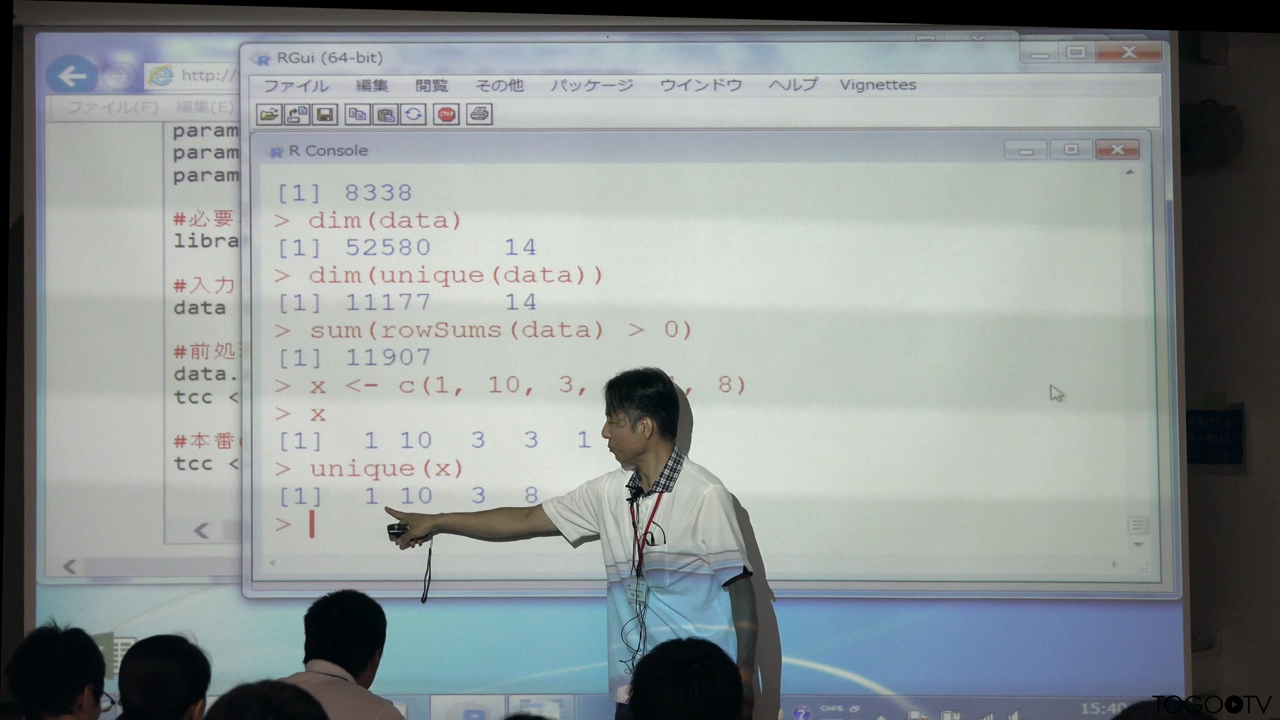 RGui (64-bit)
http://
ファイル 編集 閲覧 その他 パッケージ ウインドウ ヘルプ Vignettes
ファイル(F) 編集(E)
STOP
R Console
param
param
param
#必要
libra
#入力
data
#前処
data.
tcc <
#本番
tcc <
[1] 8338
> dim(data)
[1] 52580 14
> dim(unique(data))
[1] 11177 14
> sum(rowSums(data) > 0)
[1] 11907
> x <- c(1, 10, 3, , 8)
> x
[1] 1 10 3 3 1
> unique(x)
[1] 1 10 3 8
>
CAPS
15:40
TOGOTV